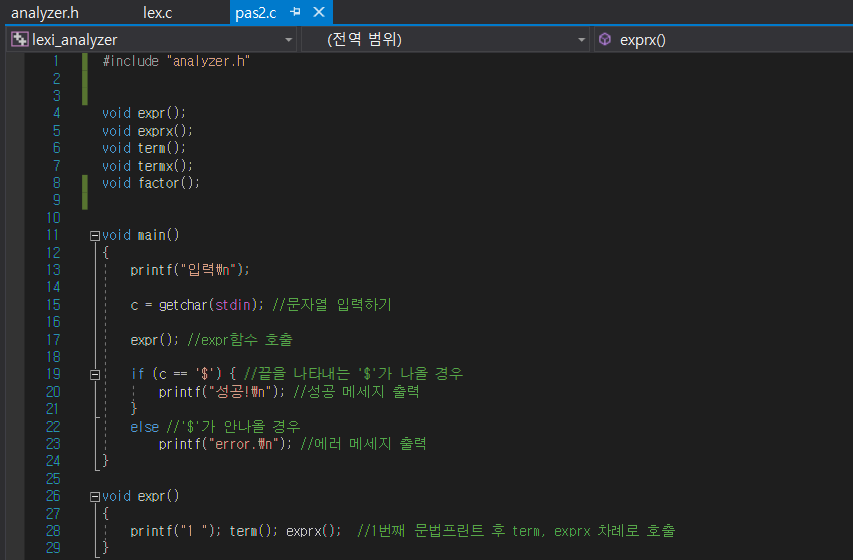 analyzer.h lex.c pas2.c
lexi_analyzer (전역 범위) exprx()
1 #include "analyzer.h"
2
3
4 void expr();
5 void exprx();
6 void term();
7 void termx();
8 void factor();
9
10
11 void main()
12 {
13 printf("입력₩n");
14
15 c = getchar(stdin); //문자열 입력하기
16
17 expr(); //expr함수 호출
18
19 if (c == '$') { //끝을 나타내는 '$'가 나올 경우
20 printf("성공!₩n"); //성공 메세지 출력
21 }
22 else //'$'가 안나올 경우
23 printf("error.₩n"); //에러 메세지 출력
24 }
25
26 void expr()
27 {
28 printf("1 "); term(); exprx(); //1번째 문법프린트 후 term, exprx 차례로 호출
29 }